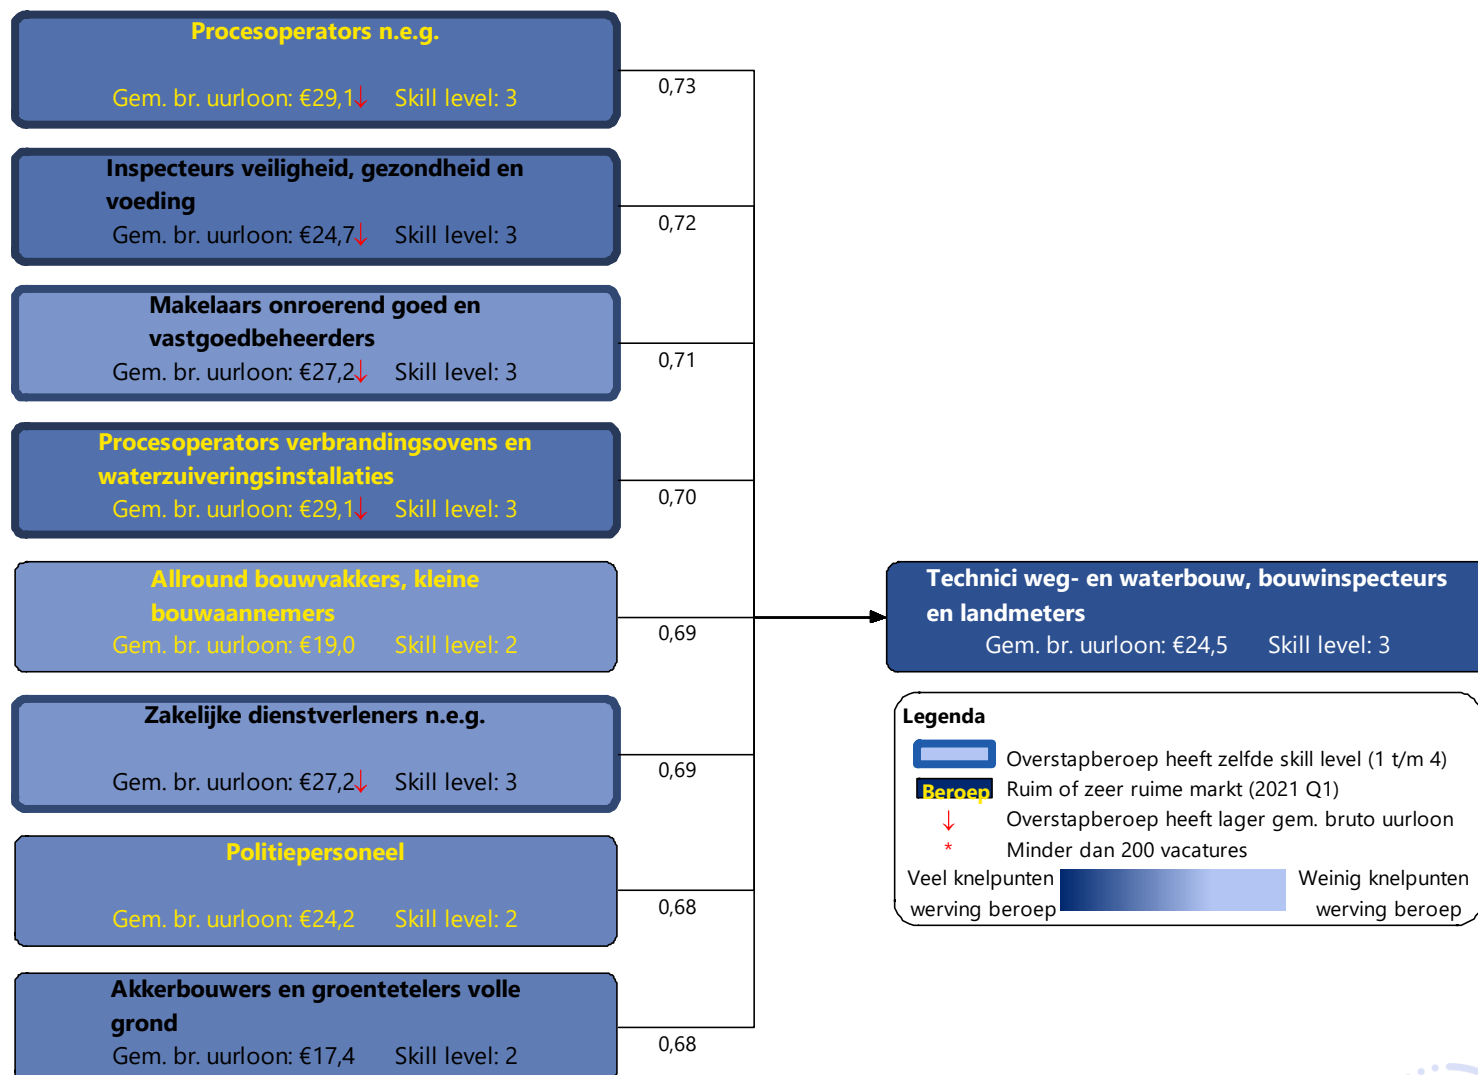 Procesoperators n.e.g.
Gem. br. uurloon: €29,1↓ Skill level: 3
0,73
Inspecteurs veiligheid, gezondheid en
voeding
Gem. br. uurloon: €24,7↓ Skill level: 3
0,72
Makelaars onroerend goed en
vastgoedbeheerders
Gem. br. uurloon: €27,2↓ Skill level: 3
0,71
Procesoperators verbrandingsovens en
waterzuiveringsinstallaties
Gem. br. uurloon: €29,1↓ Skill level: 3
0,70
Allround bouwvakkers, kleine
bouwaannemers
Gem. br. uurloon: €19,0 Skill level: 2
0,69
Zakelijke dienstverleners n.e.g.
Gem. br. uurloon: €27,2↓ Skill level: 3
0,69
Politiepersoneel
Gem. br. uurloon: €24,2 Skill level: 2
0,68
Akkerbouwers en groentetelers volle
grond
Gem. br. uurloon: €17,4 Skill level: 2
0,68
Technici weg- en waterbouw, bouwinspecteurs
en landmeters
Gem. br. uurloon: €24,5 Skill level: 3
Legenda
Overstapberoep heeft zelfde skill level (1 t/m 4)
Beroep Ruim of zeer ruime markt (2021 Q1)
↓ Overstapberoep heeft lager gem. bruto uurloon
* Minder dan 200 vacatures
Veel knelpunten Weinig knelpunten
werving beroep werving beroep